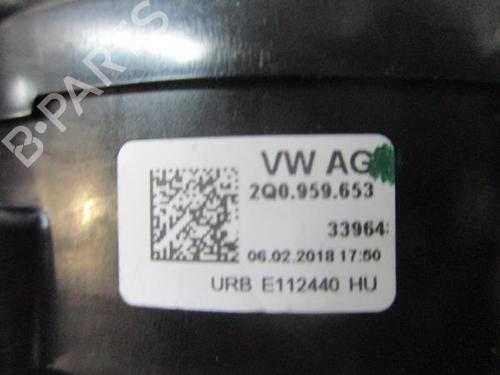 B-PARTS
VW AG
2Q0.959.653
33964
06.02.2018 17:50
URB E112440 HU